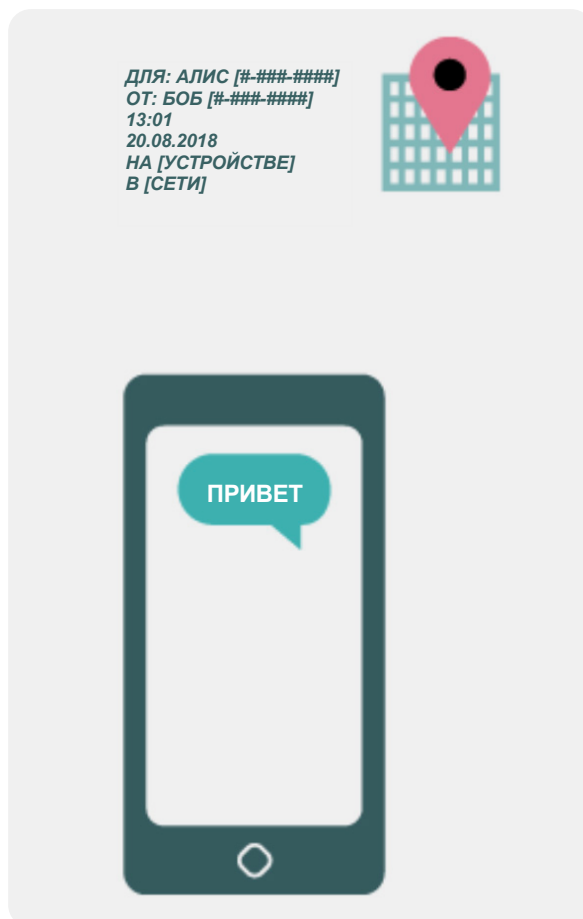 ДЛЯ: АЛИС [#-###-####]
ОТ: БОБ [#-###-####]
13:01
20.08.2018
НА [УСТРОЙСТВЕ]
В [СЕТИ]
ПРИВЕТ